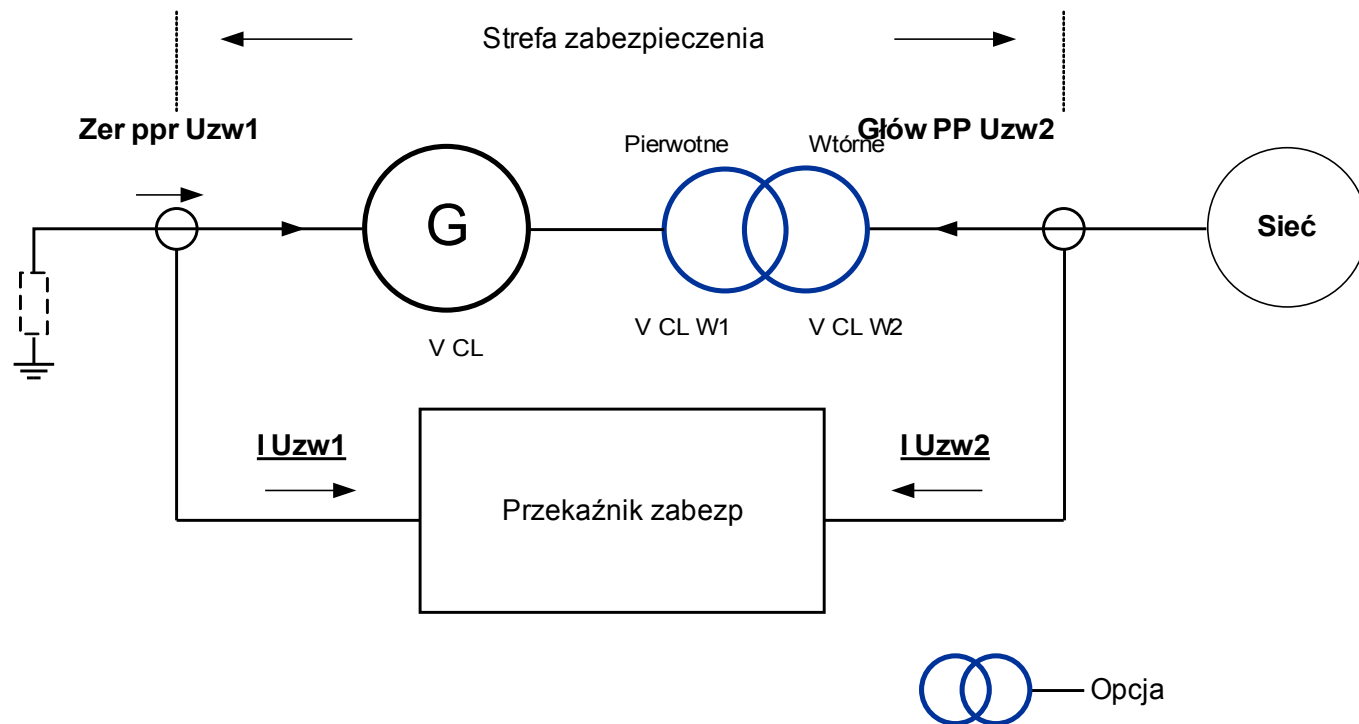 Strefa zabezpieczenia
Zer ppr Uzw1
Głów PP Uzw2
Pierwotne
Wtórne
G
Sieć
V CL
V CL W1
V CL W2
I Uzw1
I Uzw2
Przekaźnik zabezp
Opcja